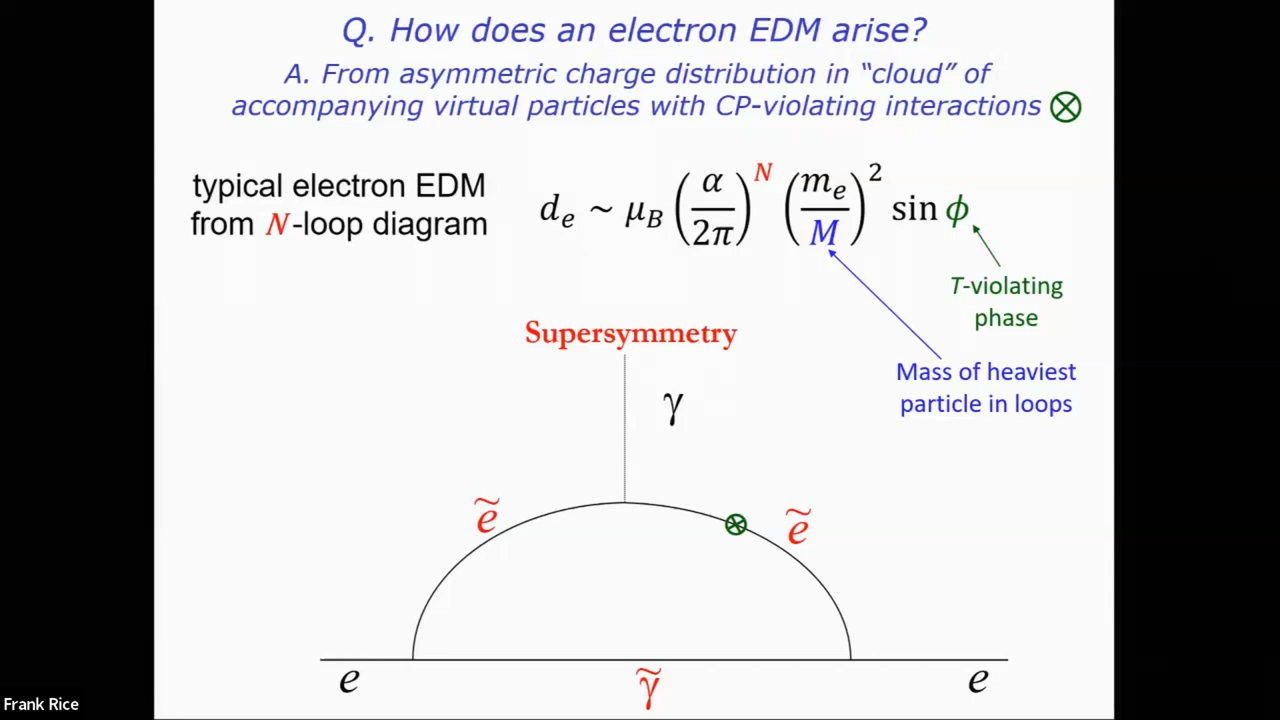 Q. How does an electron EDM arise?
A. From asymmetric charge distribution in “cloud” of
accompanying virtual particles with CP-violating interactions ⊗
typical electron EDM
from N-loop diagram
d_e ~ μ_B (α/2π)^N (m_e/M)^2 sin ϕ
T-violating
phase
Mass of heaviest
particle in loops
Supersymmetry
γ
ẽ
⊗
ẽ
e
γ̃
e
Frank Rice